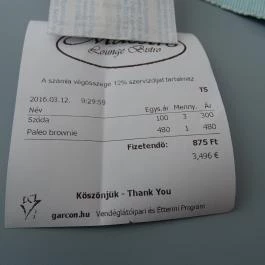 Lounge Bistro
A számla végösszege 12% szervízdíjat tartalmaz
T5
2016.03.12. 9:29:59
Név Egys.ár Menny. Ár
Szóda 100 3 300
Paleo brownie 480 1 480
Fizetendő: 875 Ft
3,496 €
Köszönjük - Thank You
garcon.hu Vendéglátóipari és Éttermi Program